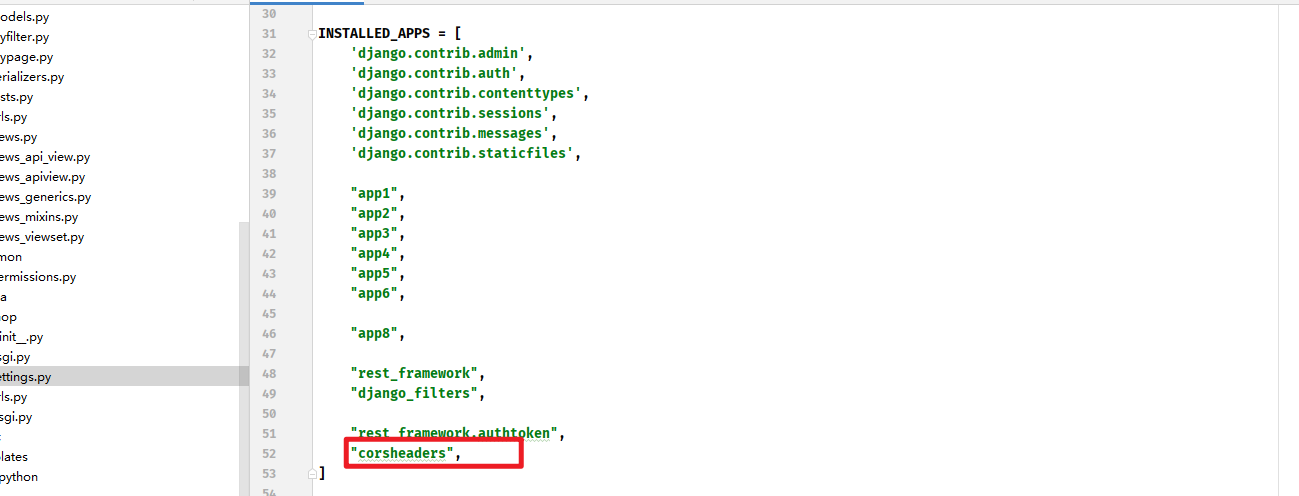 odels.py
yfilter.py
ypage.py
erializers.py
sts.py
rls.py
ews.py
ews_api_view.py
ews_apiview.py
ews_generics.py
ews_mixins.py
ews_viewset.py
mon
ermissions.py
a
op
init__.py
sgi.py
ettings.py
rls.py
sgi.py
lates
python
30
31 INSTALLED_APPS = [
32 'django.contrib.admin',
33 'django.contrib.auth',
34 'django.contrib.contenttypes',
35 'django.contrib.sessions',
36 'django.contrib.messages',
37 'django.contrib.staticfiles',
38
39 "app1",
40 "app2",
41 "app3",
42 "app4",
43 "app5",
44 "app6",
45
46 "app8",
47
48 "rest_framework",
49 "django_filters",
50
51 "rest_framework.authtoken",
52 "corsheaders",
53 ]
54